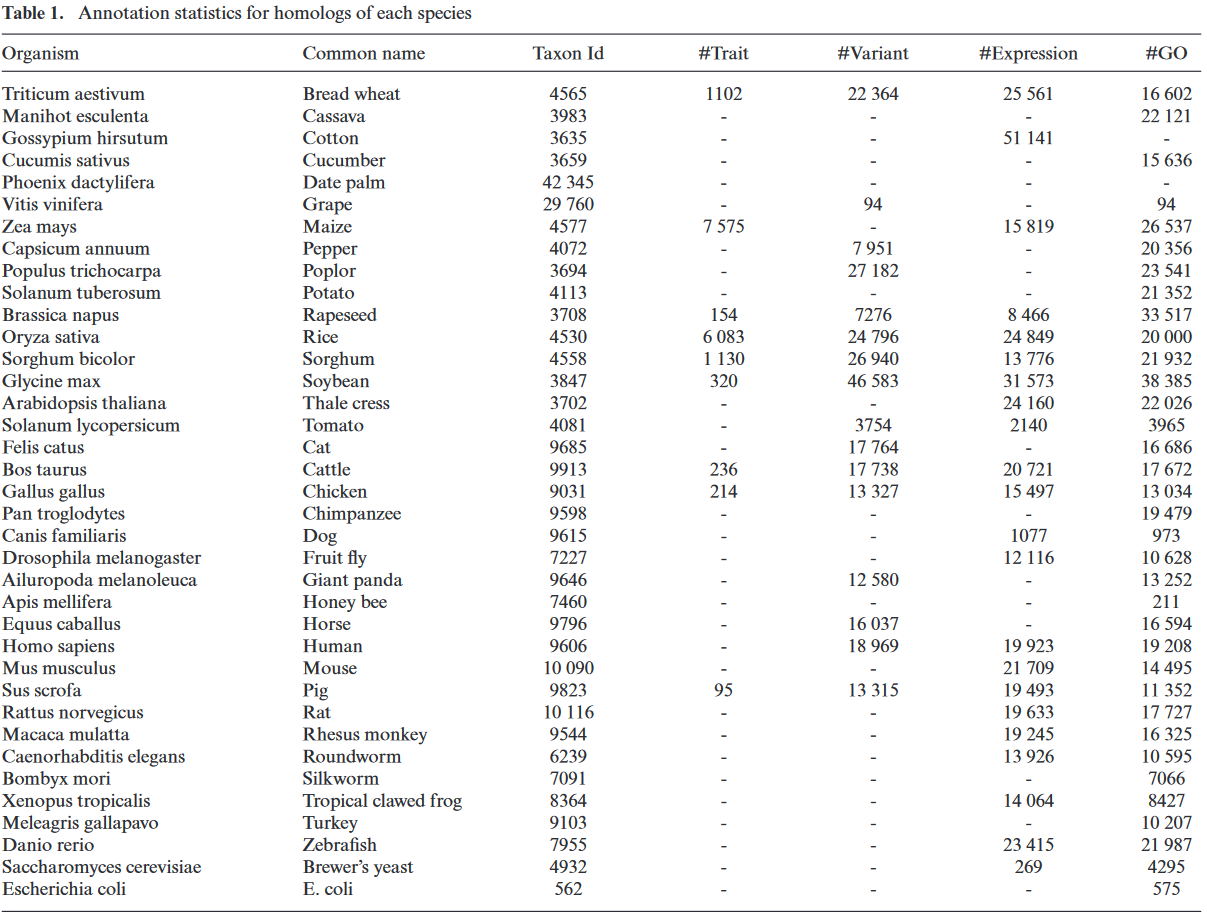 Table 1. Annotation statistics for homologs of each species
Organism Common name Taxon Id #Trait #Variant #Expression #GO
Triticum aestivum Bread wheat 4565 1102 22 364 25 561 16 602
Manihot esculenta Cassava 3983 - - - 22 121
Gossypium hirsutum Cotton 3635 - - 51 141 -
Cucumis sativus Cucumber 3659 - - - 15 636
Phoenix dactylifera Date palm 42 345 - - - -
Vitis vinifera Grape 29 760 - 94 - 94
Zea mays Maize 4577 7 575 - 15 819 26 537
Capsicum annuum Pepper 4072 - 7 951 - 20 356
Populus trichocarpa Poplor 3694 - 27 182 - 23 541
Solanum tuberosum Potato 4113 - - - 21 352
Brassica napus Rapeseed 3708 154 7276 8 466 33 517
Oryza sativa Rice 4530 6 083 24 796 24 849 20 000
Sorghum bicolor Sorghum 4558 1 130 26 940 13 776 21 932
Glycine max Soybean 3847 320 46 583 31 573 38 385
Arabidopsis thaliana Thale cress 3702 - - 24 160 22 026
Solanum lycopersicum Tomato 4081 - 3754 2140 3965
Felis catus Cat 9685 - 17 764 - 16 686
Bos taurus Cattle 9913 236 17 738 20 721 17 672
Gallus gallus Chicken 9031 214 13 327 15 497 13 034
Pan troglodytes Chimpanzee 9598 - - - 19 479
Canis familiaris Dog 9615 - - 1077 973
Drosophila melanogaster Fruit fly 7227 - - 12 116 10 628
Ailuropoda melanoleuca Giant panda 9646 - 12 580 - 13 252
Apis mellifera Honey bee 7460 - - - 211
Equus caballus Horse 9796 - 16 037 - 16 594
Homo sapiens Human 9606 - 18 969 19 923 19 208
Mus musculus Mouse 10 090 - - 21 709 14 495
Sus scrofa Pig 9823 95 13 315 19 493 11 352
Rattus norvegicus Rat 10 116 - - 19 633 17 727
Macaca mulatta Rhesus monkey 9544 - - 19 245 16 325
Caenorhabditis elegans Roundworm 6239 - - 13 926 10 595
Bombyx mori Silkworm 7091 - - - 7066
Xenopus tropicalis Tropical clawed frog 8364 - - 14 064 8427
Meleagris gallapavo Turkey 9103 - - - 10 207
Danio rerio Zebrafish 7955 - - 23 415 21 987
Saccharomyces cerevisiae Brewer's yeast 4932 - - 269 4295
Escherichia coli E. coli 562 - - - 575